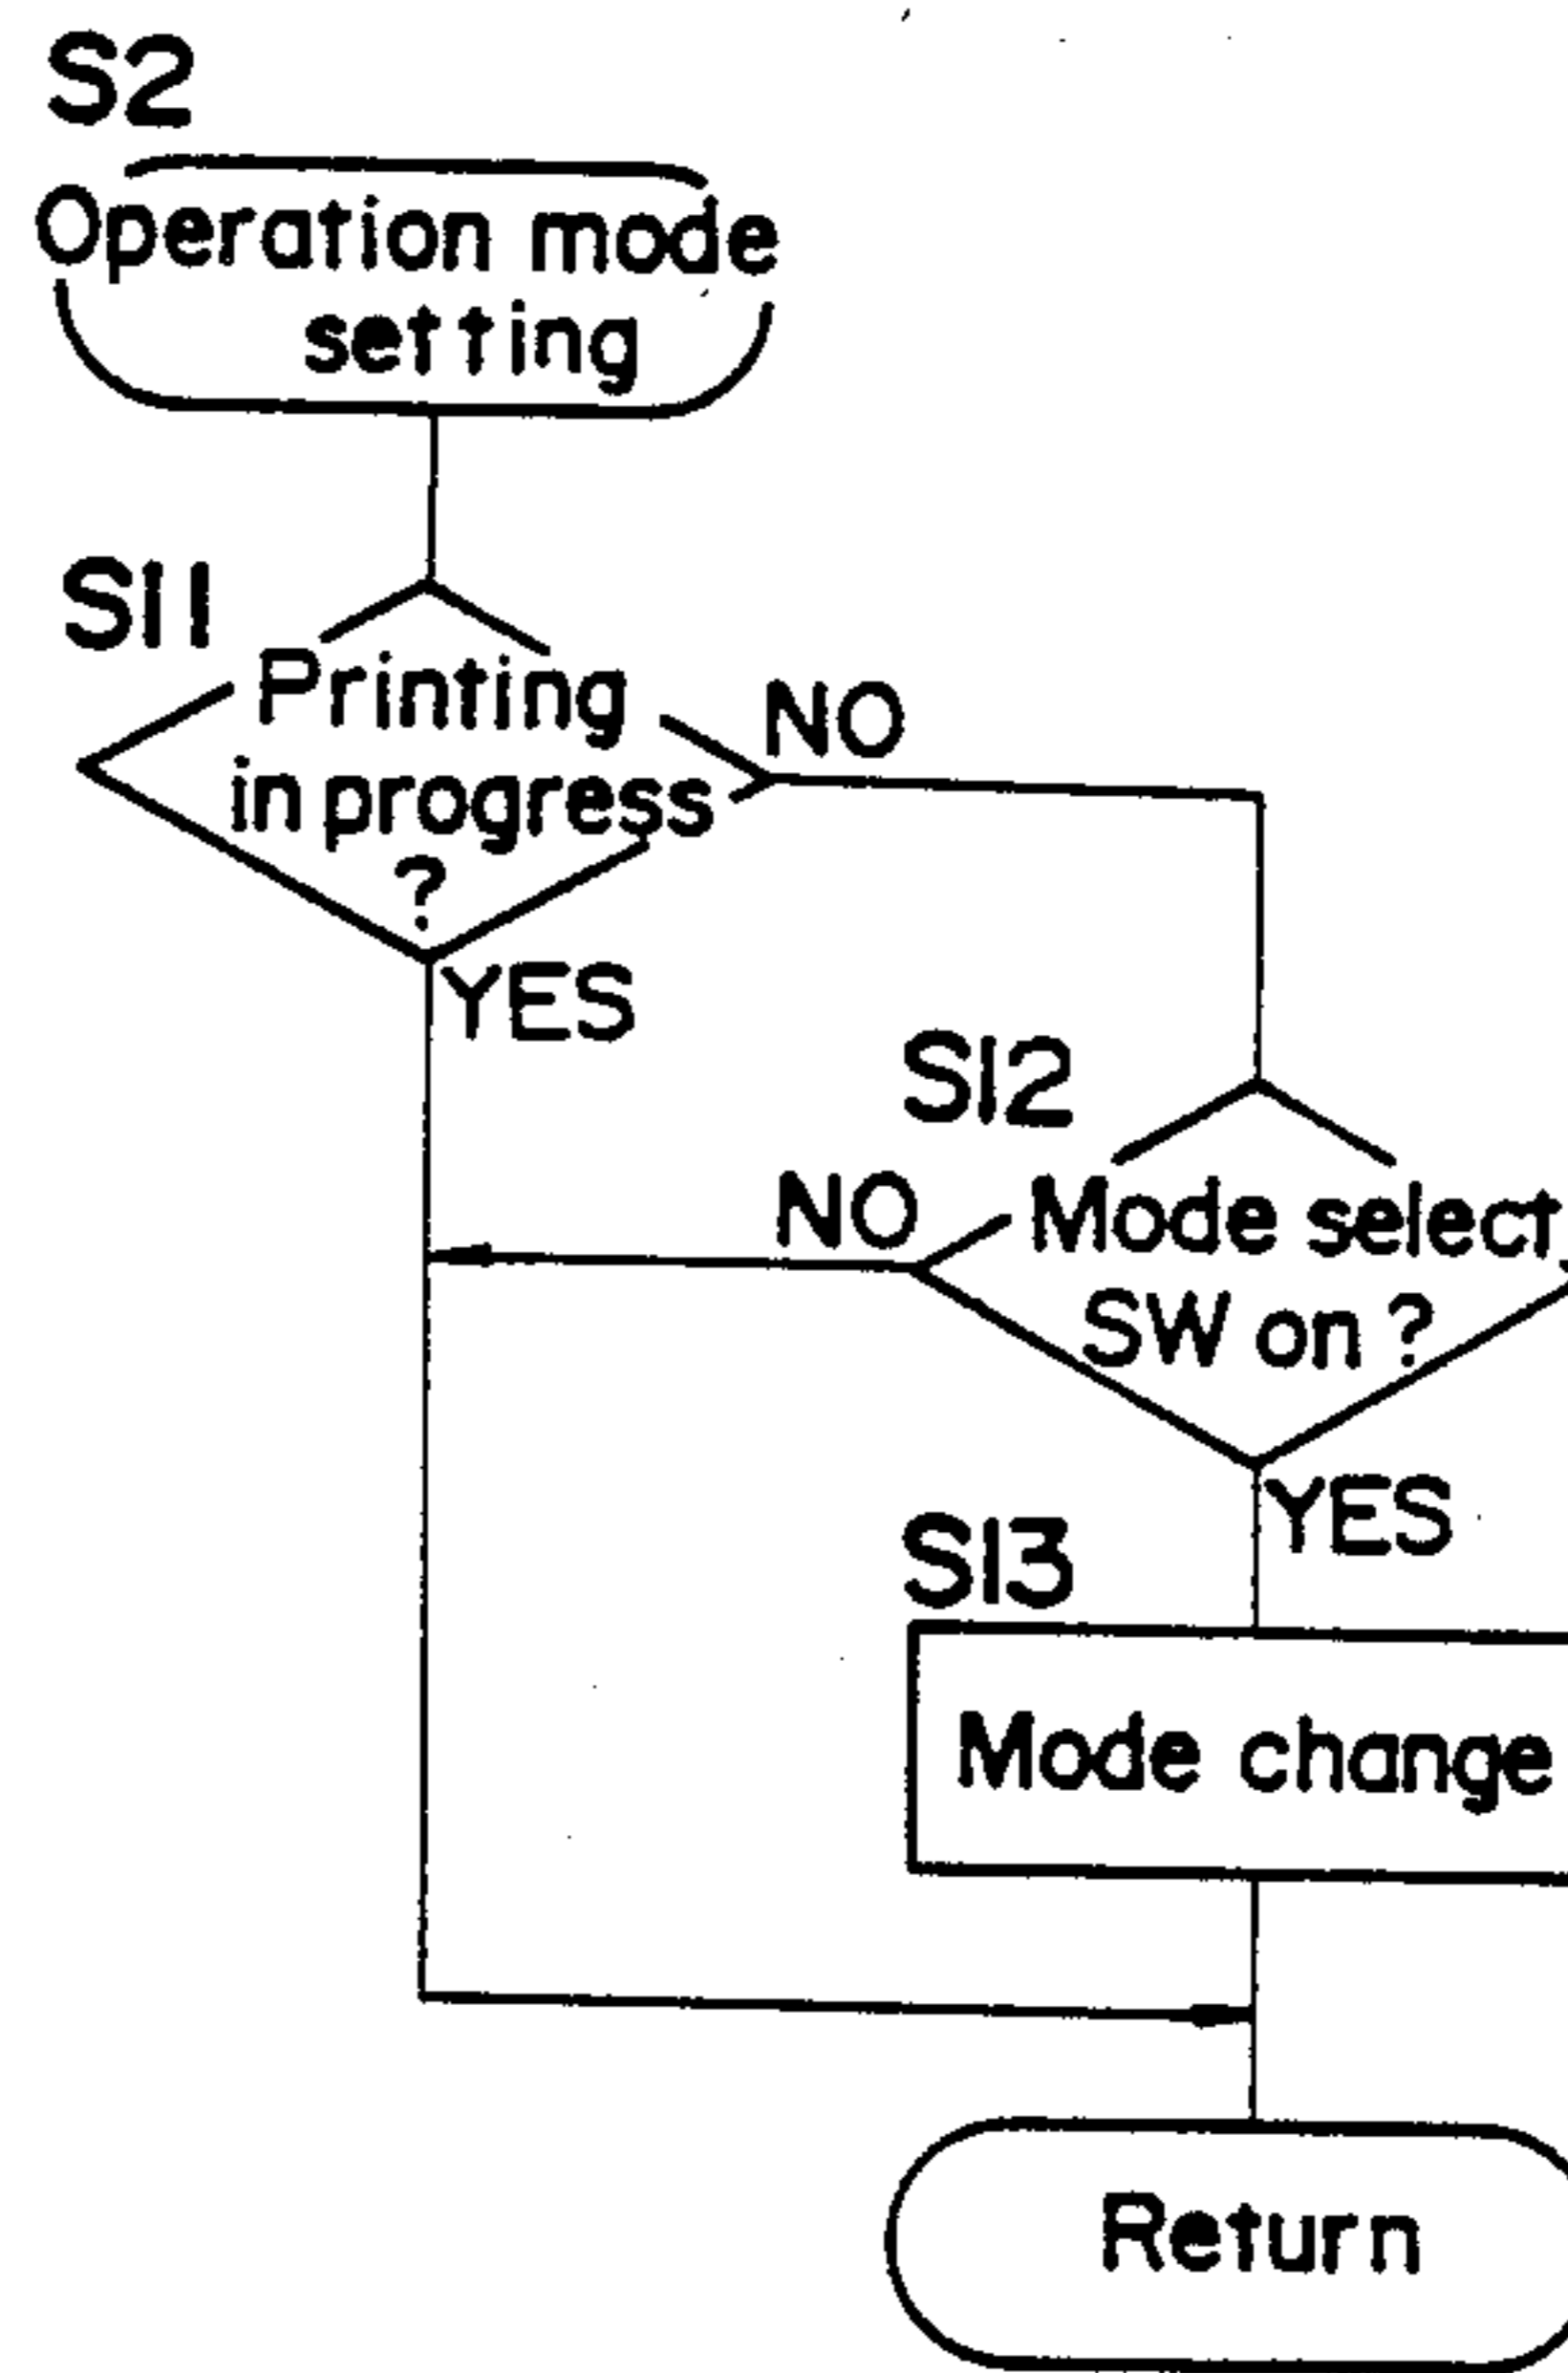 S2
Operation mode
setting
S11
Printing
in progress
?
NO
YES
S12
NO
Mode select
SW on ?
YES
S13
Mode change
Return